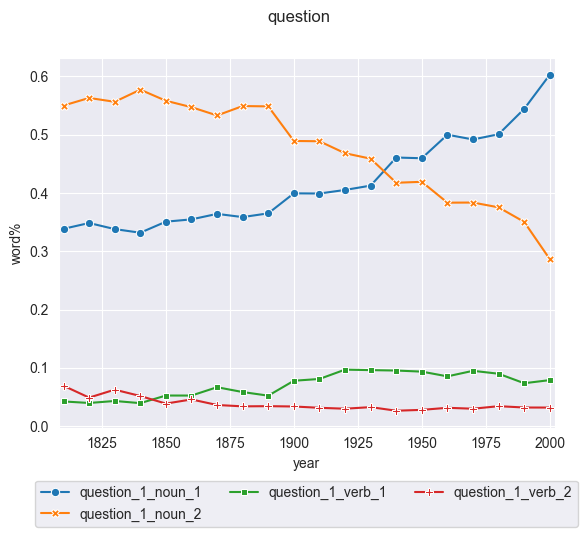 question
0.6
0.5
0.4
0.3
0.2
0.1
0.0
word%
1825 1850 1875 1900 1925 1950 1975 2000
year
question_1_noun_1 question_1_verb_1 question_1_verb_2
question_1_noun_2